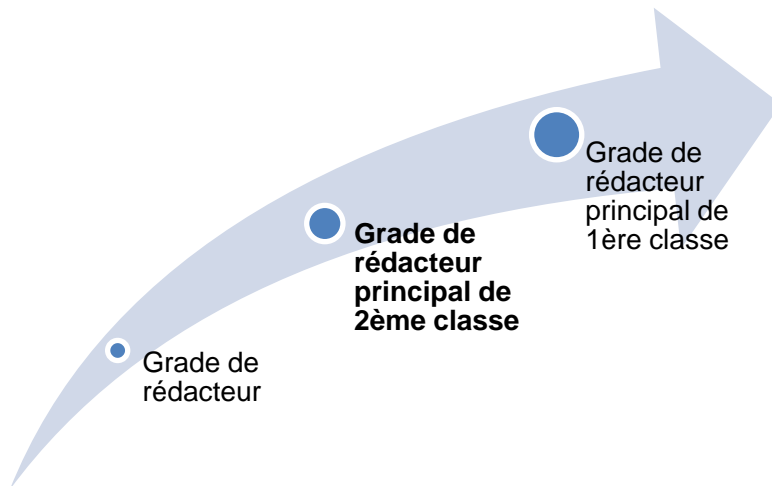 Grade de
rédacteur
Grade de
rédacteur
principal de
2ème classe
Grade de
rédacteur
principal de
1ère classe